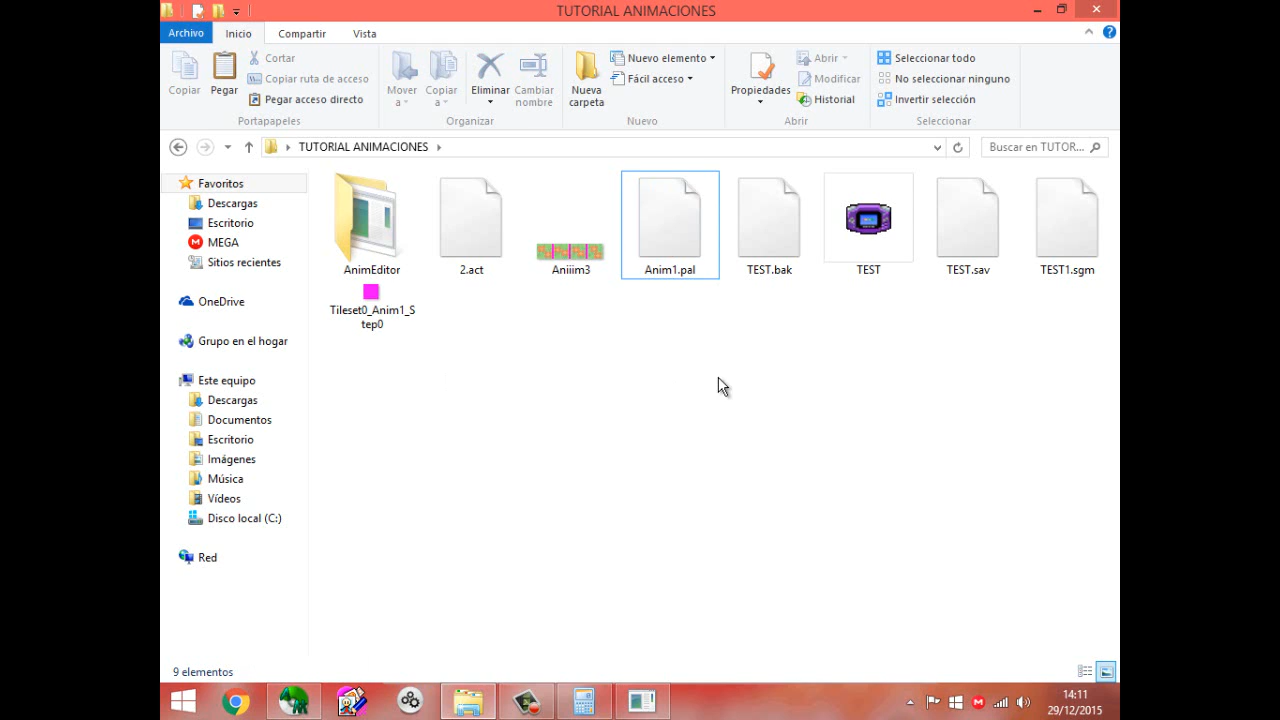 TUTORIAL ANIMACIONES
Archivo Inicio Compartir Vista
Copiar
Pegar
Cortar
Copiar ruta de acceso
Pegar acceso directo
Portapapeles
Mover a
Copiar a
Eliminar
Cambiar nombre
Organizar
Nueva carpeta
Nuevo elemento
Fácil acceso
Nuevo
Propiedades
Abrir
Modificar
Historial
Abrir
Seleccionar todo
No seleccionar ninguno
Invertir selección
Seleccionar
TUTORIAL ANIMACIONES
Buscar en TUTOR...
Favoritos
Descargas
Escritorio
MEGA
Sitios recientes
OneDrive
Grupo en el hogar
Este equipo
Descargas
Documentos
Escritorio
Imágenes
Música
Vídeos
Disco local (C:)
Red
AnimEditor
2.act
Aniiim3
Anim1.pal
TEST.bak
TEST
TEST.sav
TEST1.sgm
Tileset0_Anim1_S
tep0
9 elementos
14:11
29/12/2015